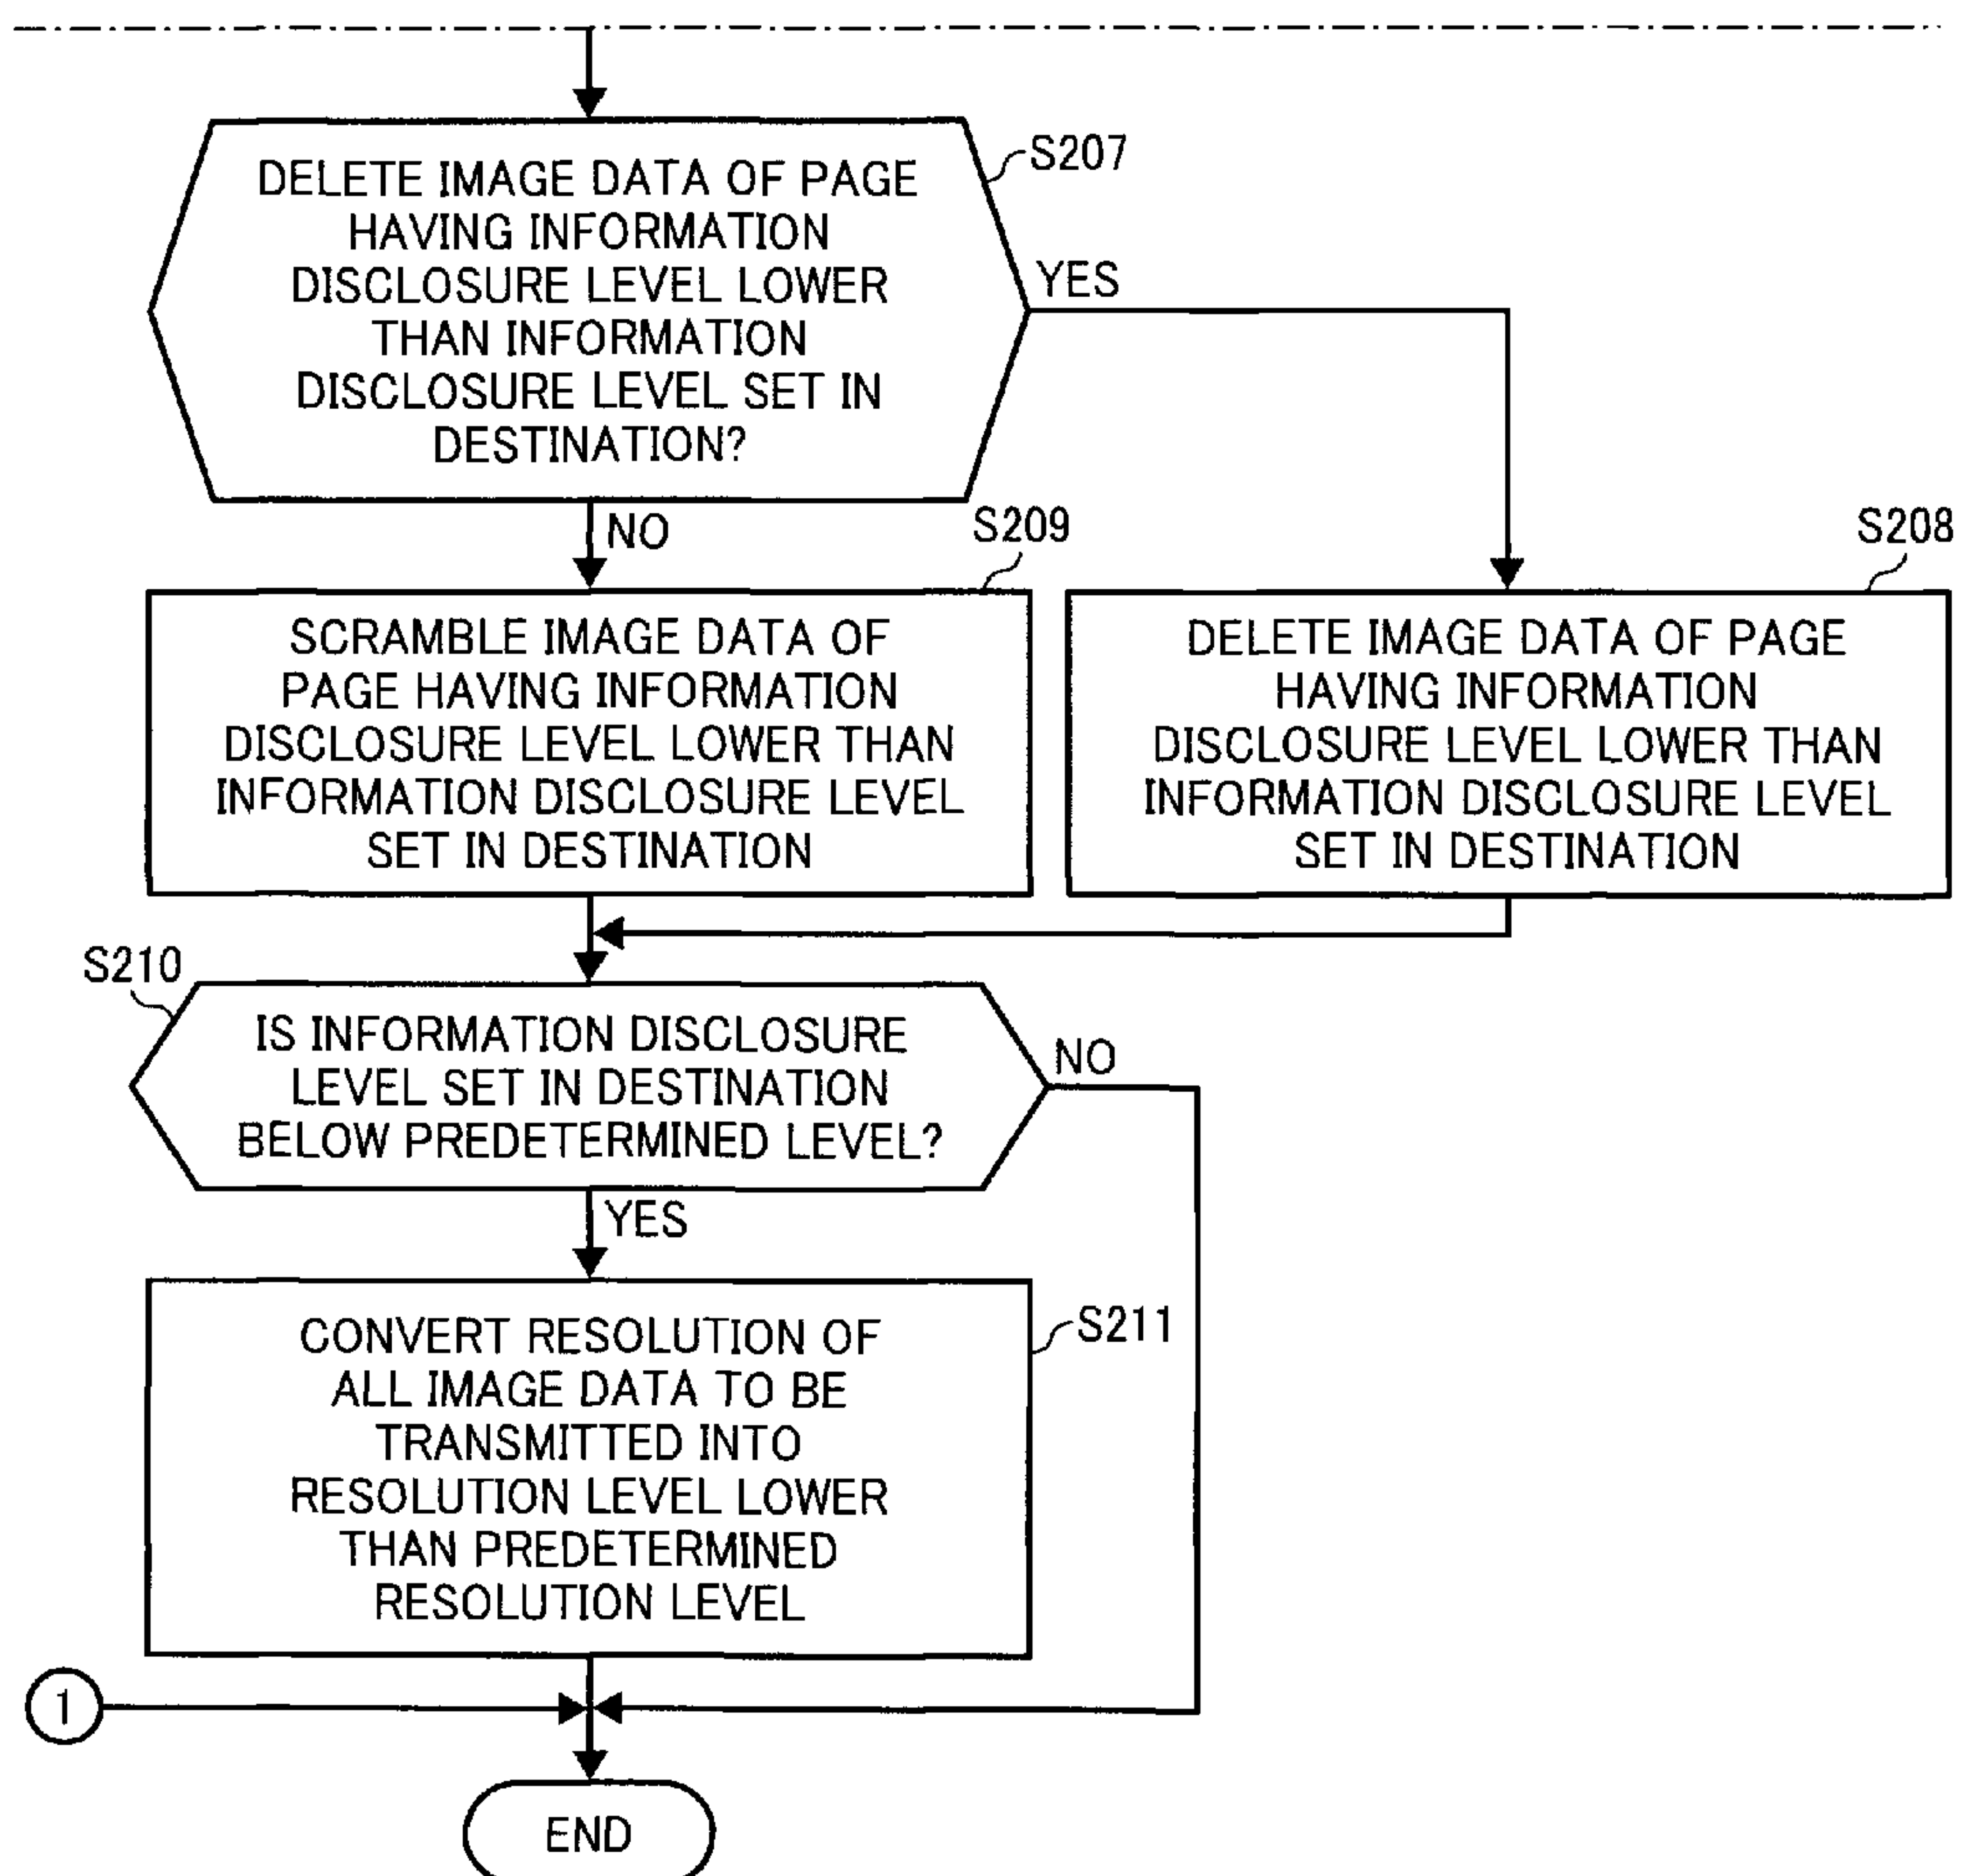 S207
DELETE IMAGE DATA OF PAGE
HAVING INFORMATION
DISCLOSURE LEVEL LOWER
THAN INFORMATION
DISCLOSURE LEVEL SET IN
DESTINATION?
YES
NO
S209
SCRAMBLE IMAGE DATA OF
PAGE HAVING INFORMATION
DISCLOSURE LEVEL LOWER THAN
INFORMATION DISCLOSURE LEVEL
SET IN DESTINATION
S208
DELETE IMAGE DATA OF PAGE
HAVING INFORMATION
DISCLOSURE LEVEL LOWER THAN
INFORMATION DISCLOSURE LEVEL
SET IN DESTINATION
S210
IS INFORMATION DISCLOSURE
LEVEL SET IN DESTINATION
BELOW PREDETERMINED LEVEL?
NO
YES
S211
CONVERT RESOLUTION OF
ALL IMAGE DATA TO BE
TRANSMITTED INTO
RESOLUTION LEVEL LOWER
THAN PREDETERMINED
RESOLUTION LEVEL
1
END